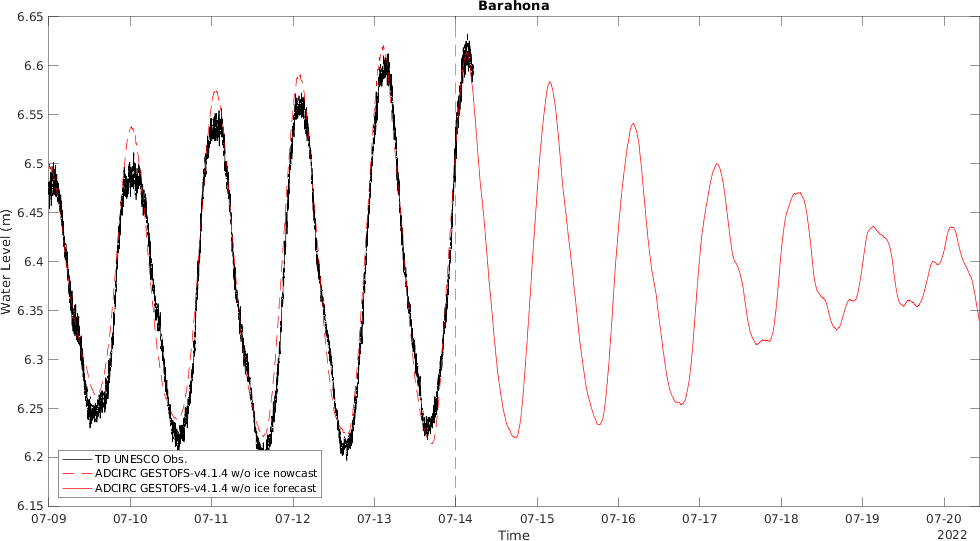 Barahona
6.65
6.6
6.55
6.5
6.45
6.4
6.35
6.3
6.25
6.2
6.15
Water Level (m)
TD UNESCO Obs.
ADCIRC GESTOFS-v4.1.4 w/o ice nowcast
ADCIRC GESTOFS-v4.1.4 w/o ice forecast
07-09 07-10 07-11 07-12 07-13 07-14 07-15 07-16 07-17 07-18 07-19 07-20
Time
2022